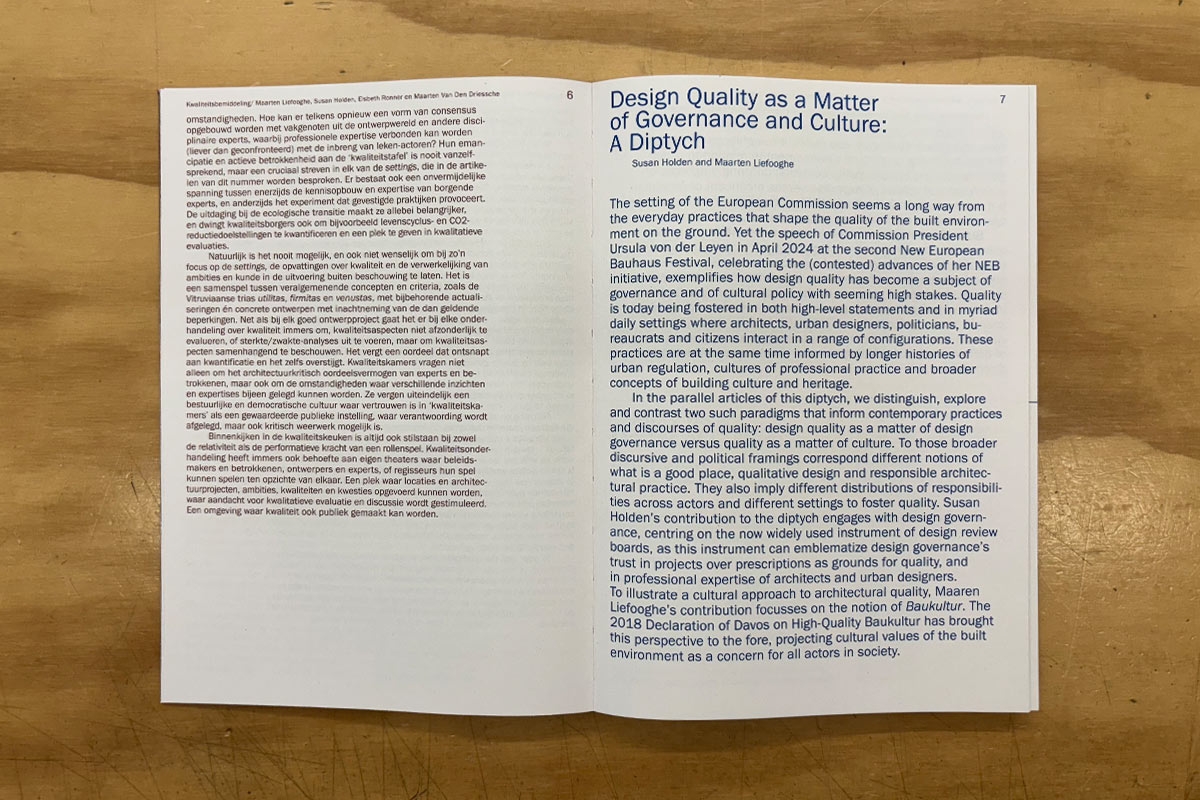 Kwaliteitsbemiddeling/ Maarten Liefooghe, Susan Holden, Elsbeth Ronner en Maarten Van Den Driessche
6
omstandigheden. Hoe kan er telkens opnieuw een vorm van consensus
opgebouwd worden met vakgenoten uit de ontwerpwereld en andere disci-
plinaire experts, waarbij professionele expertise verbonden kan worden
(liever dan geconfronteerd) met de inbreng van leken-actoren? Hun eman-
cipatie en actieve betrokkenheid aan de ‘kwaliteitstafel’ is nooit vanzelf-
sprekend, maar een cruciaal streven in elk van de settings, die in de artike-
len van dit nummer worden besproken. Er bestaat ook een onvermijdelijke
spanning tussen enerzijds de kennisopbouw en expertise van borgende
experts, en anderzijds het experiment dat gevestigde praktijken provoceert.
De uitdaging bij de ecologische transitie maakt ze allebei belangrijker,
en dwingt kwaliteitsborgers ook om bijvoorbeeld levenscyclus- en CO2-
reductiedoelstellingen te kwantificeren en een plek te geven in kwalitatieve
evaluaties.
Natuurlijk is het nooit mogelijk, en ook niet wenselijk om bij zo’n
focus op de settings, de opvattingen over kwaliteit en de verwerkelijking van
ambities en kunde in de uitvoering buiten beschouwing te laten. Het is
een samenspel tussen veralgemenende concepten en criteria, zoals de
Vitruviaanse trias utilitas, firmitas en venustas, met bijbehorende actuali-
seringen én concrete ontwerpen met inachtneming van de dan geldende
beperkingen. Net als bij elk goed ontwerpproject gaat het er bij elke onder-
handeling over kwaliteit immers om, kwaliteitsaspecten niet afzonderlijk te
evalueren, of sterkte/zwakte-analyses uit te voeren, maar om kwaliteitsas-
pecten samenhangend te beschouwen. Het vergt een oordeel dat ontsnapt
aan kwantificatie en het zelfs overstijgt. Kwaliteitskamers vragen niet
alleen om het architectuurkritisch oordeelsvermogen van experts en be-
trokkenen, maar ook om de omstandigheden waar verschillende inzichten
en expertises bijeen gelegd kunnen worden. Ze vergen uiteindelijk een
bestuurlijke en democratische cultuur waar vertrouwen is in ‘kwaliteitska-
mers’ als een gewaardeerde publieke instelling, waar verantwoording wordt
afgelegd, maar ook kritisch weerwerk mogelijk is.
Binnenkijken in de kwaliteitskeuken is altijd ook stilstaan bij zowel
de relativiteit als de performatieve kracht van een rollenspel. Kwaliteitsonder-
handeling heeft immers ook behoefte aan eigen theaters waar beleids-
makers en betrokkenen, ontwerpers en experts, of regisseurs hun spel
kunnen spelen ten opzichte van elkaar. Een plek waar locaties en architec-
tuurprojecten, ambities, kwaliteiten en kwesties opgevoerd kunnen worden,
waar aandacht voor kwalitatieve evaluatie en discussie wordt gestimuleerd.
Een omgeving waar kwaliteit ook publiek gemaakt kan worden.
7
Design Quality as a Matter
of Governance and Culture:
A Diptych
Susan Holden and Maarten Liefooghe
The setting of the European Commission seems a long way from
the everyday practices that shape the quality of the built environ-
ment on the ground. Yet the speech of Commission President
Ursula von der Leyen in April 2024 at the second New European
Bauhaus Festival, celebrating the (contested) advances of her NEB
initiative, exemplifies how design quality has become a subject of
governance and of cultural policy with seeming high stakes. Quality
is today being fostered in both high-level statements and in myriad
daily settings where architects, urban designers, politicians, bu-
reaucrats and citizens interact in a range of configurations. These
practices are at the same time informed by longer histories of
urban regulation, cultures of professional practice and broader
concepts of building culture and heritage.
In the parallel articles of this diptych, we distinguish, explore
and contrast two such paradigms that inform contemporary practices
and discourses of quality: design quality as a matter of design
governance versus quality as a matter of culture. To those broader
discursive and political framings correspond different notions of
what is a good place, qualitative design and responsible architec-
tural practice. They also imply different distributions of responsibili-
ties across actors and different settings to foster quality. Susan
Holden’s contribution to the diptych engages with design govern-
ance, centring on the now widely used instrument of design review
boards, as this instrument can emblematize design governance’s
trust in projects over prescriptions as grounds for quality, and
in professional expertise of architects and urban designers.
To illustrate a cultural approach to architectural quality, Maaren
Liefooghe’s contribution focusses on the notion of Baukultur. The
2018 Declaration of Davos on High-Quality Baukultur has brought
this perspective to the fore, projecting cultural values of the built
environment as a concern for all actors in society.